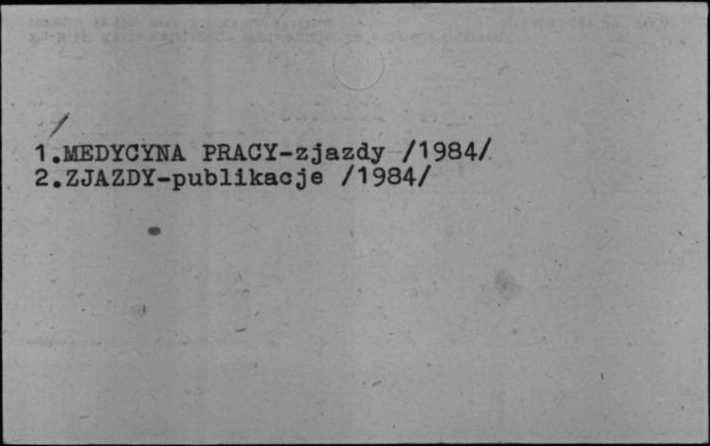 1.MEDYCYNA PRACY-zjazdy /1984/
2.ZJAZDY-publikacje /1984/